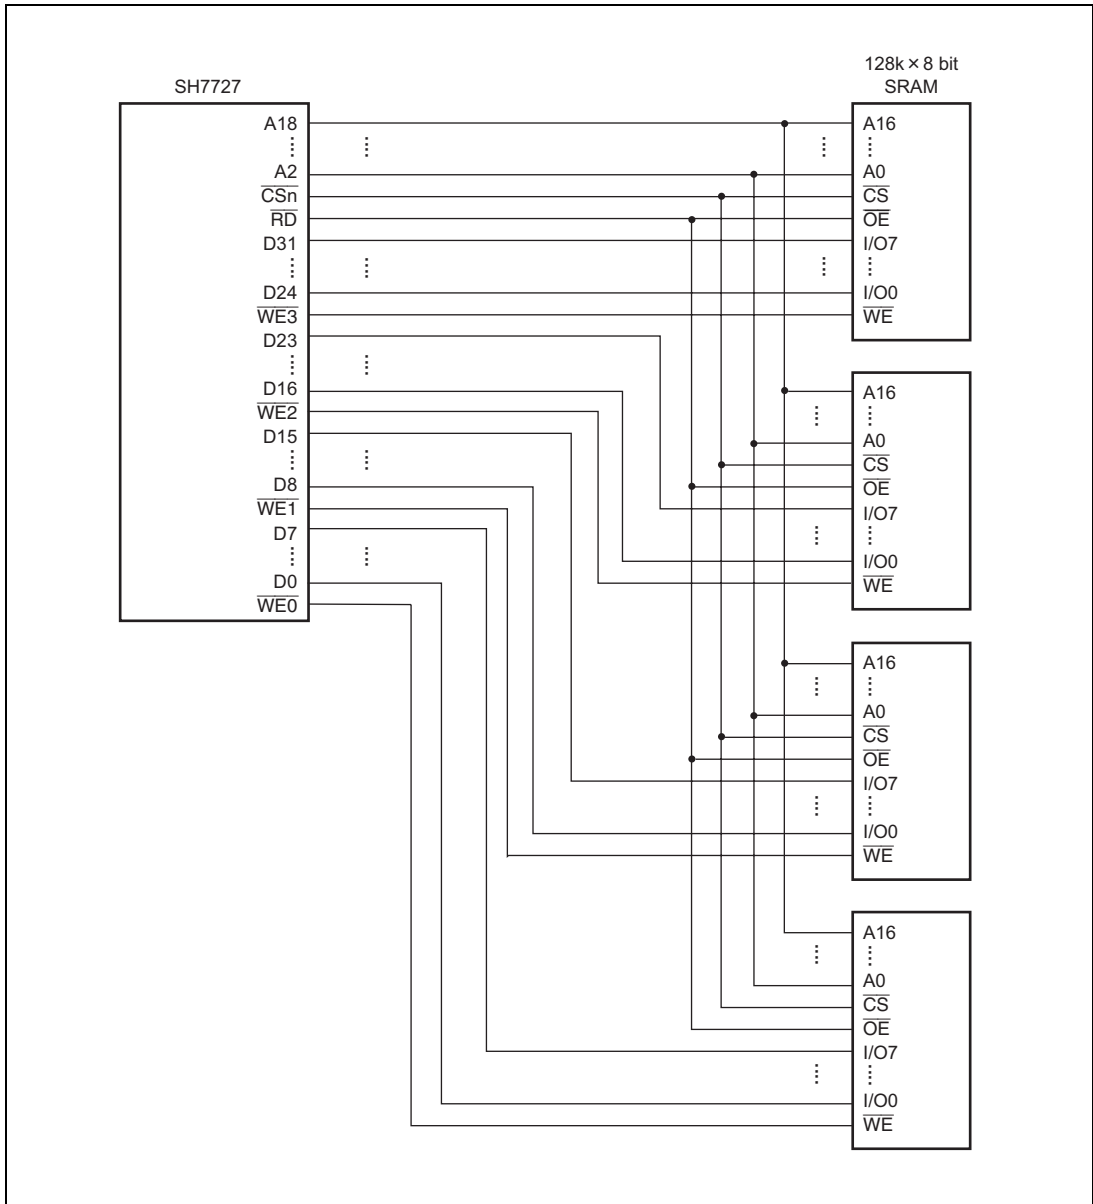 SH7727
A18
A2
CSn
RD
D31
D24
WE3
D23
D16
WE2
D15
D8
WE1
D7
D0
WE0
128k × 8 bit
SRAM
A16
A0
CS
OE
I/O7
I/O0
WE
A16
A0
CS
OE
I/O7
I/O0
WE
A16
A0
CS
OE
I/O7
I/O0
WE
A16
A0
CS
OE
I/O7
I/O0
WE